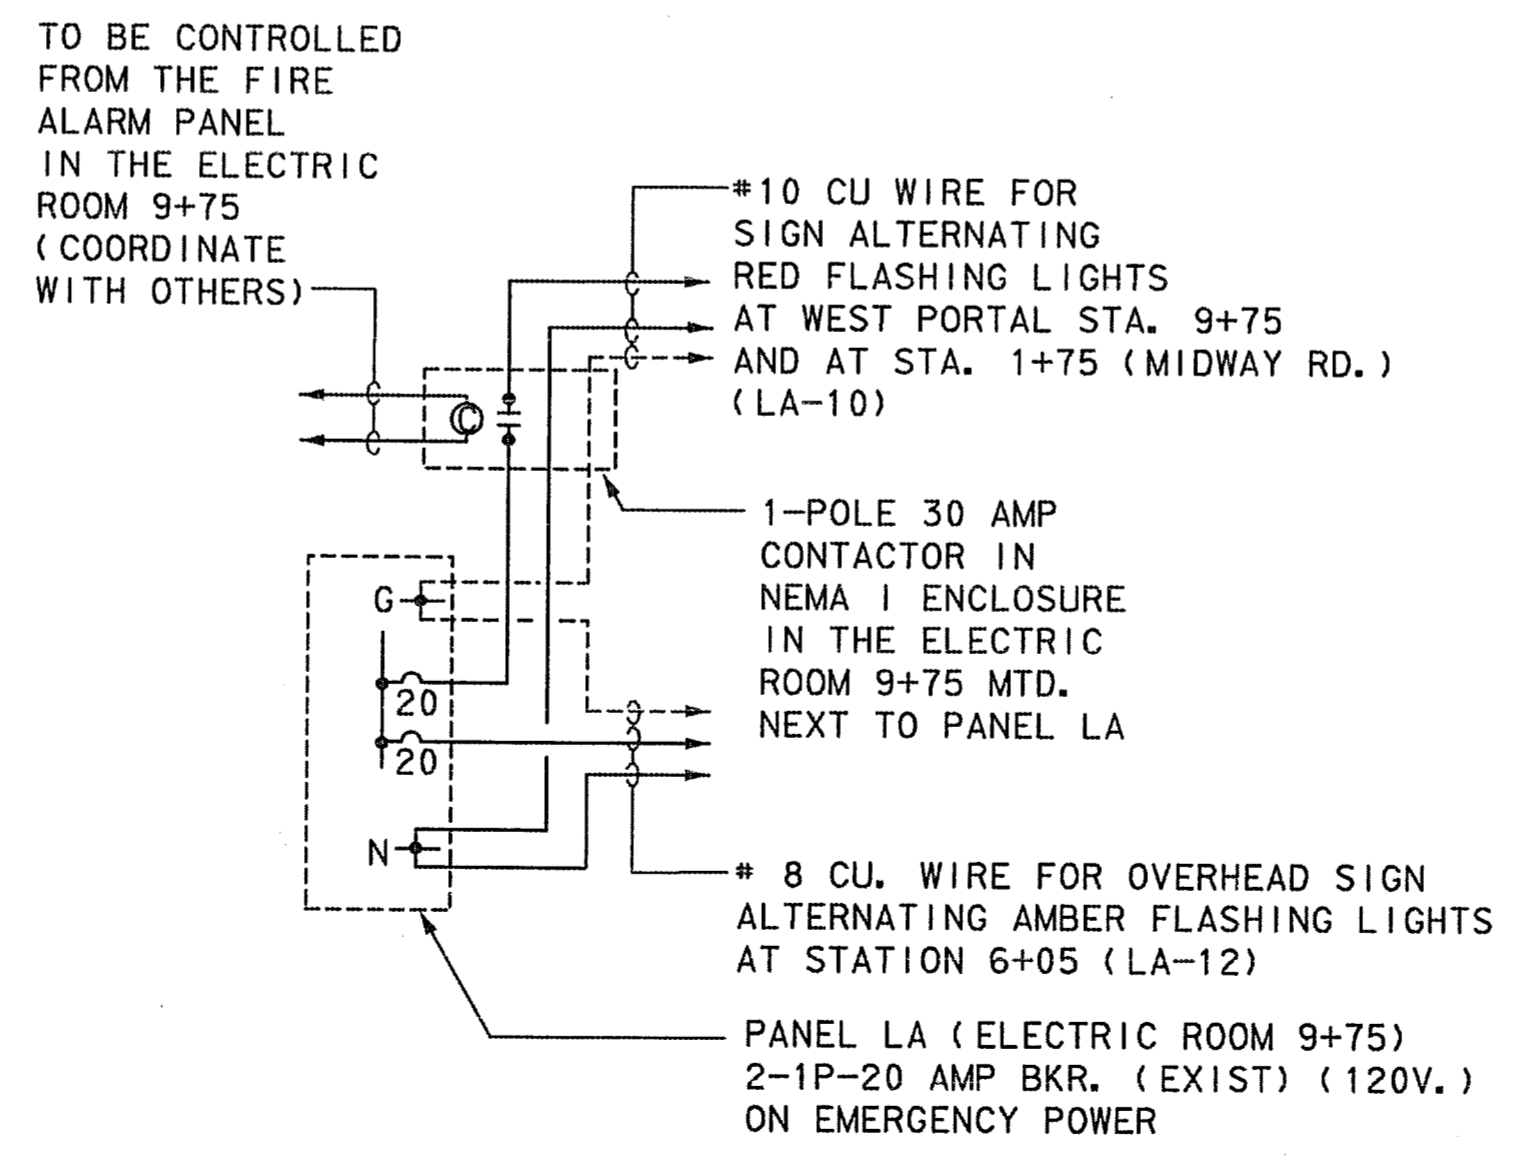 TO BE CONTROLLED
FROM THE FIRE
ALARM PANEL
IN THE ELECTRIC
ROOM 9+75
(COORDINATE
WITH OTHERS)
#10 CU WIRE FOR
SIGN ALTERNATING
RED FLASHING LIGHTS
AT WEST PORTAL STA. 9+75
AND AT STA. 1+75 (MIDWAY RD.)
(LA-10)
C
1-POLE 30 AMP
CONTACTOR IN
NEMA I ENCLOSURE
IN THE ELECTRIC
ROOM 9+75 MTD.
NEXT TO PANEL LA
G
20
20
N
# 8 CU. WIRE FOR OVERHEAD SIGN
ALTERNATING AMBER FLASHING LIGHTS
AT STATION 6+05 (LA-12)
PANEL LA (ELECTRIC ROOM 9+75)
2-1P-20 AMP BKR. (EXIST) (120V.)
ON EMERGENCY POWER